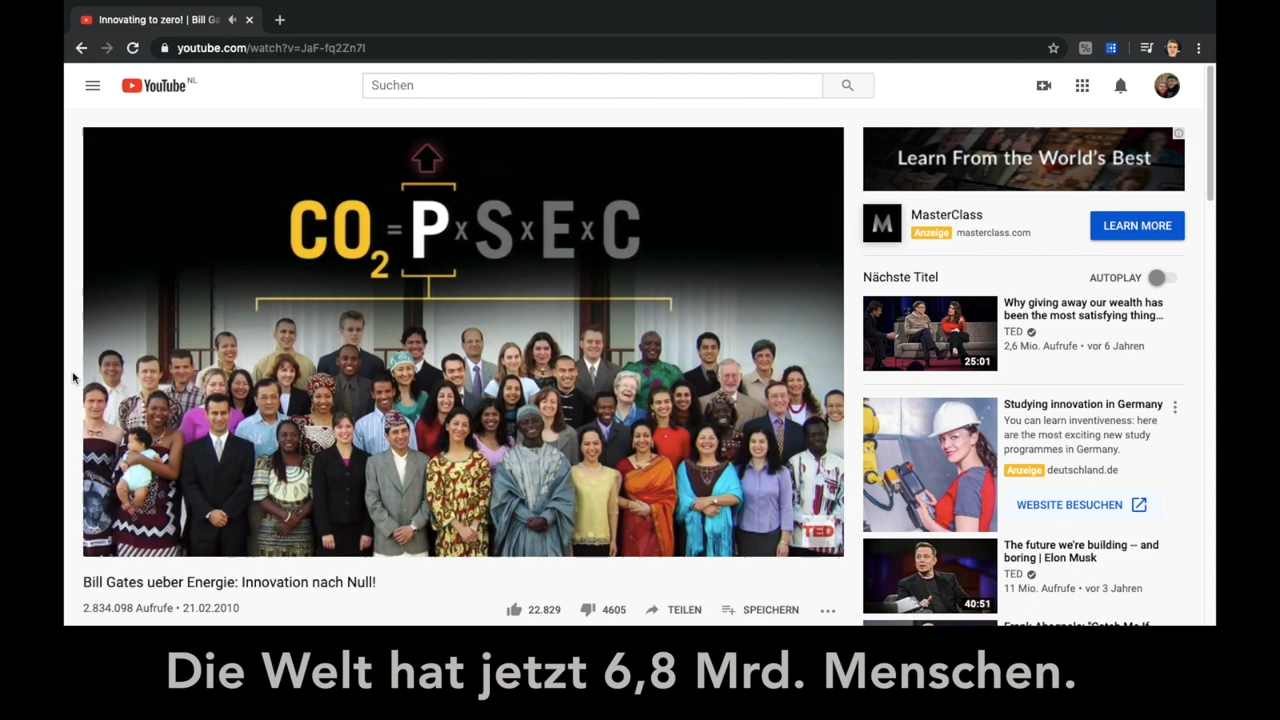 Innovating to zero! | Bill Ga
youtube.com/watch?v=JaF-fq2Zn7I
YouTube NL
Suchen
CO2 = P x S x E x C
TED
Bill Gates ueber Energie: Innovation nach Null!
2.834.098 Aufrufe • 21.02.2010
22.829
4605
TEILEN
SPEICHERN
Learn From the World's Best
M
MasterClass
Anzeige masterclass.com
LEARN MORE
Nächste Titel
AUTOPLAY
25:01
Why giving away our wealth has
been the most satisfying thing...
TED
2,6 Mio. Aufrufe • vor 6 Jahren
Studying innovation in Germany
You can learn inventiveness: here
are the most exciting new study
programmes in Germany.
Anzeige deutschland.de
WEBSITE BESUCHEN
40:51
The future we're building -- and
boring | Elon Musk
TED
11 Mio. Aufrufe • vor 3 Jahren
Die Welt hat jetzt 6,8 Mrd. Menschen.